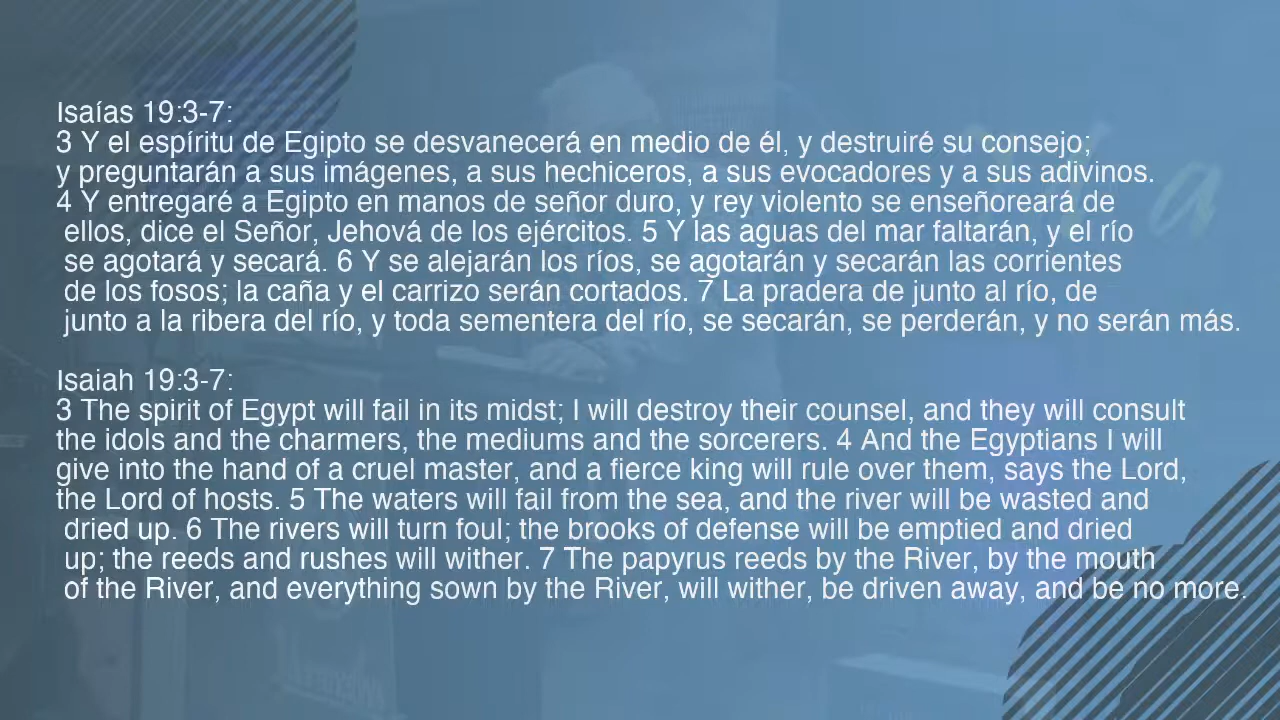 Isaías 19:3-7:
3 Y el espíritu de Egipto se desvanecerá en medio de él, y destruiré su consejo;
y preguntarán a sus imágenes, a sus hechiceros, a sus evocadores y a sus adivinos.
4 Y entregaré a Egipto en manos de señor duro, y rey violento se enseñoreará de
ellos, dice el Señor, Jehová de los ejércitos. 5 Y las aguas del mar faltarán, y el río
se agotará y secará. 6 Y se alejarán los ríos, se agotarán y secarán las corrientes
de los fosos; la caña y el carrizo serán cortados. 7 La pradera de junto al río, de
junto a la ribera del río, y toda sementera del río, se secarán, se perderán, y no serán más.
Isaiah 19:3-7:
3 The spirit of Egypt will fail in its midst; I will destroy their counsel, and they will consult
the idols and the charmers, the mediums and the sorcerers. 4 And the Egyptians I will
give into the hand of a cruel master, and a fierce king will rule over them, says the Lord,
the Lord of hosts. 5 The waters will fail from the sea, and the river will be wasted and
dried up. 6 The rivers will turn foul; the brooks of defense will be emptied and dried
up; the reeds and rushes will wither. 7 The papyrus reeds by the River, by the mouth
of the River, and everything sown by the River, will wither, be driven away, and be no more.